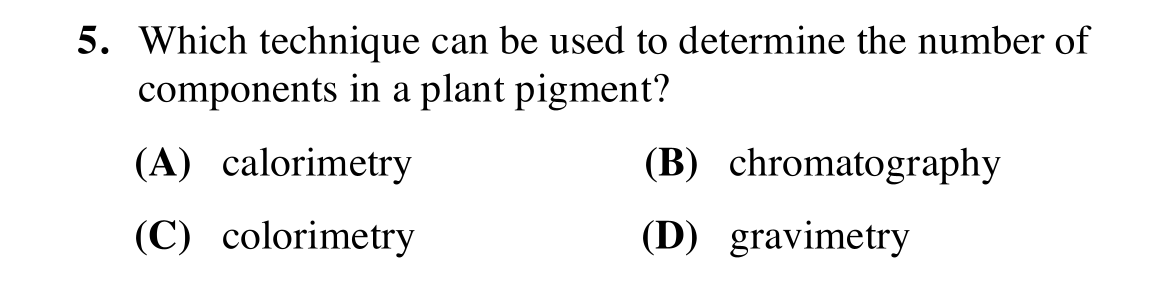 5. Which technique can be used to determine the number of
components in a plant pigment?
(A) calorimetry (B) chromatography
(C) colorimetry (D) gravimetry